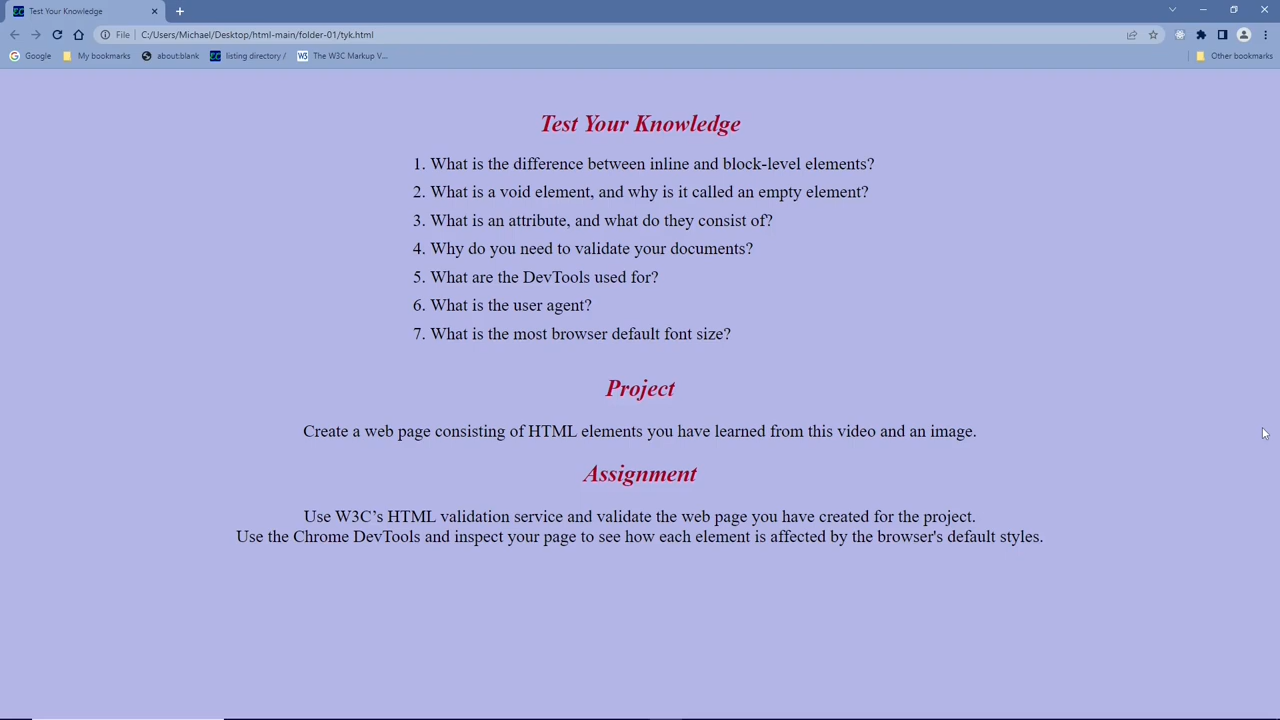 Test Your Knowledge
File C:/Users/Michael/Desktop/html-main/folder-01/tyk.html
Google My bookmarks about:blank listing directory / The W3C Markup V... Other bookmarks
Test Your Knowledge
1. What is the difference between inline and block-level elements?
2. What is a void element, and why is it called an empty element?
3. What is an attribute, and what do they consist of?
4. Why do you need to validate your documents?
5. What are the DevTools used for?
6. What is the user agent?
7. What is the most browser default font size?
Project
Create a web page consisting of HTML elements you have learned from this video and an image.
Assignment
Use W3C’s HTML validation service and validate the web page you have created for the project.
Use the Chrome DevTools and inspect your page to see how each element is affected by the browser's default styles.